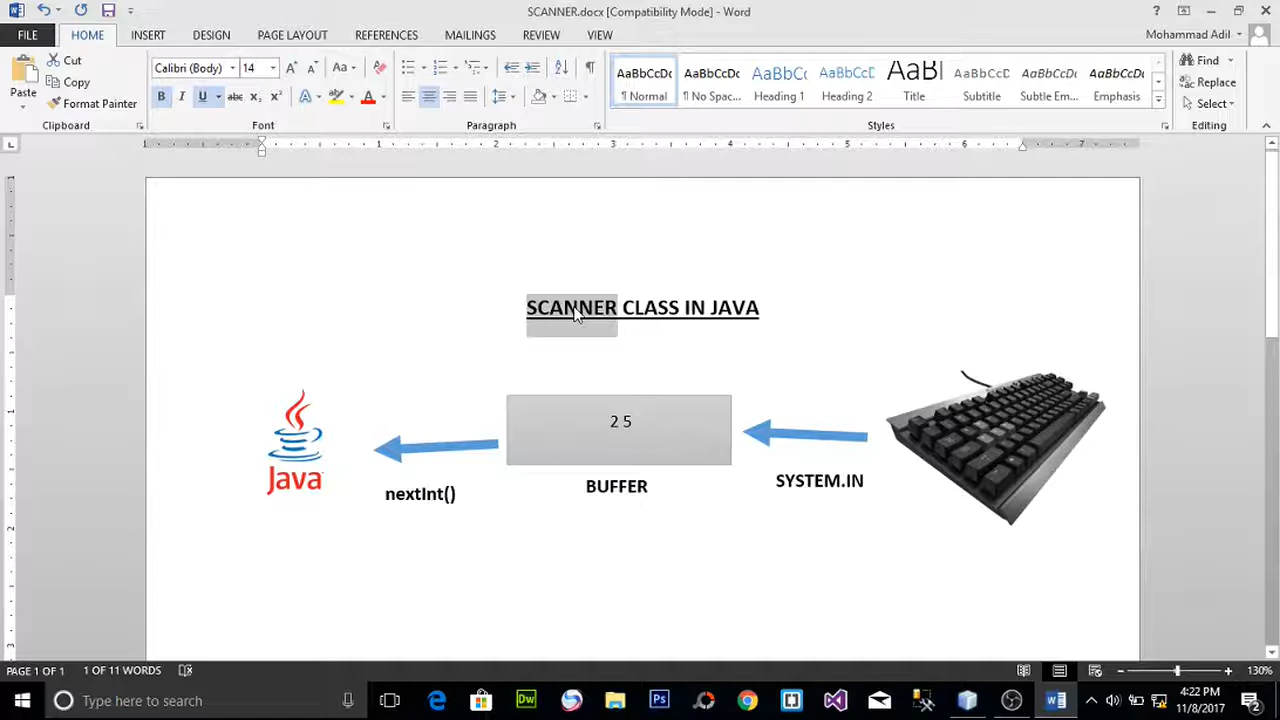 SCANNER.docx [Compatibility Mode] - Word
FILE HOME INSERT DESIGN PAGE LAYOUT REFERENCES MAILINGS REVIEW VIEW Mohammad Adil
Cut
Copy
Format Painter
Paste
Clipboard
Calibri (Body) 14
Font
Paragraph
AaBbCcDc AaBbCcDc AaBbCc AaBbCc AaBl AaBbCcD AaBbCcDc AaBbCcDc
¶ Normal ¶ No Spac... Heading 1 Heading 2 Title Subtitle Subtle Em... Emphasis
Styles
Find
Replace
Select
Editing
SCANNER CLASS IN JAVA
2 5
Java
nextInt()
BUFFER
SYSTEM.IN
PAGE 1 OF 1 1 OF 11 WORDS 130%
Type here to search
4:22 PM
11/8/2017